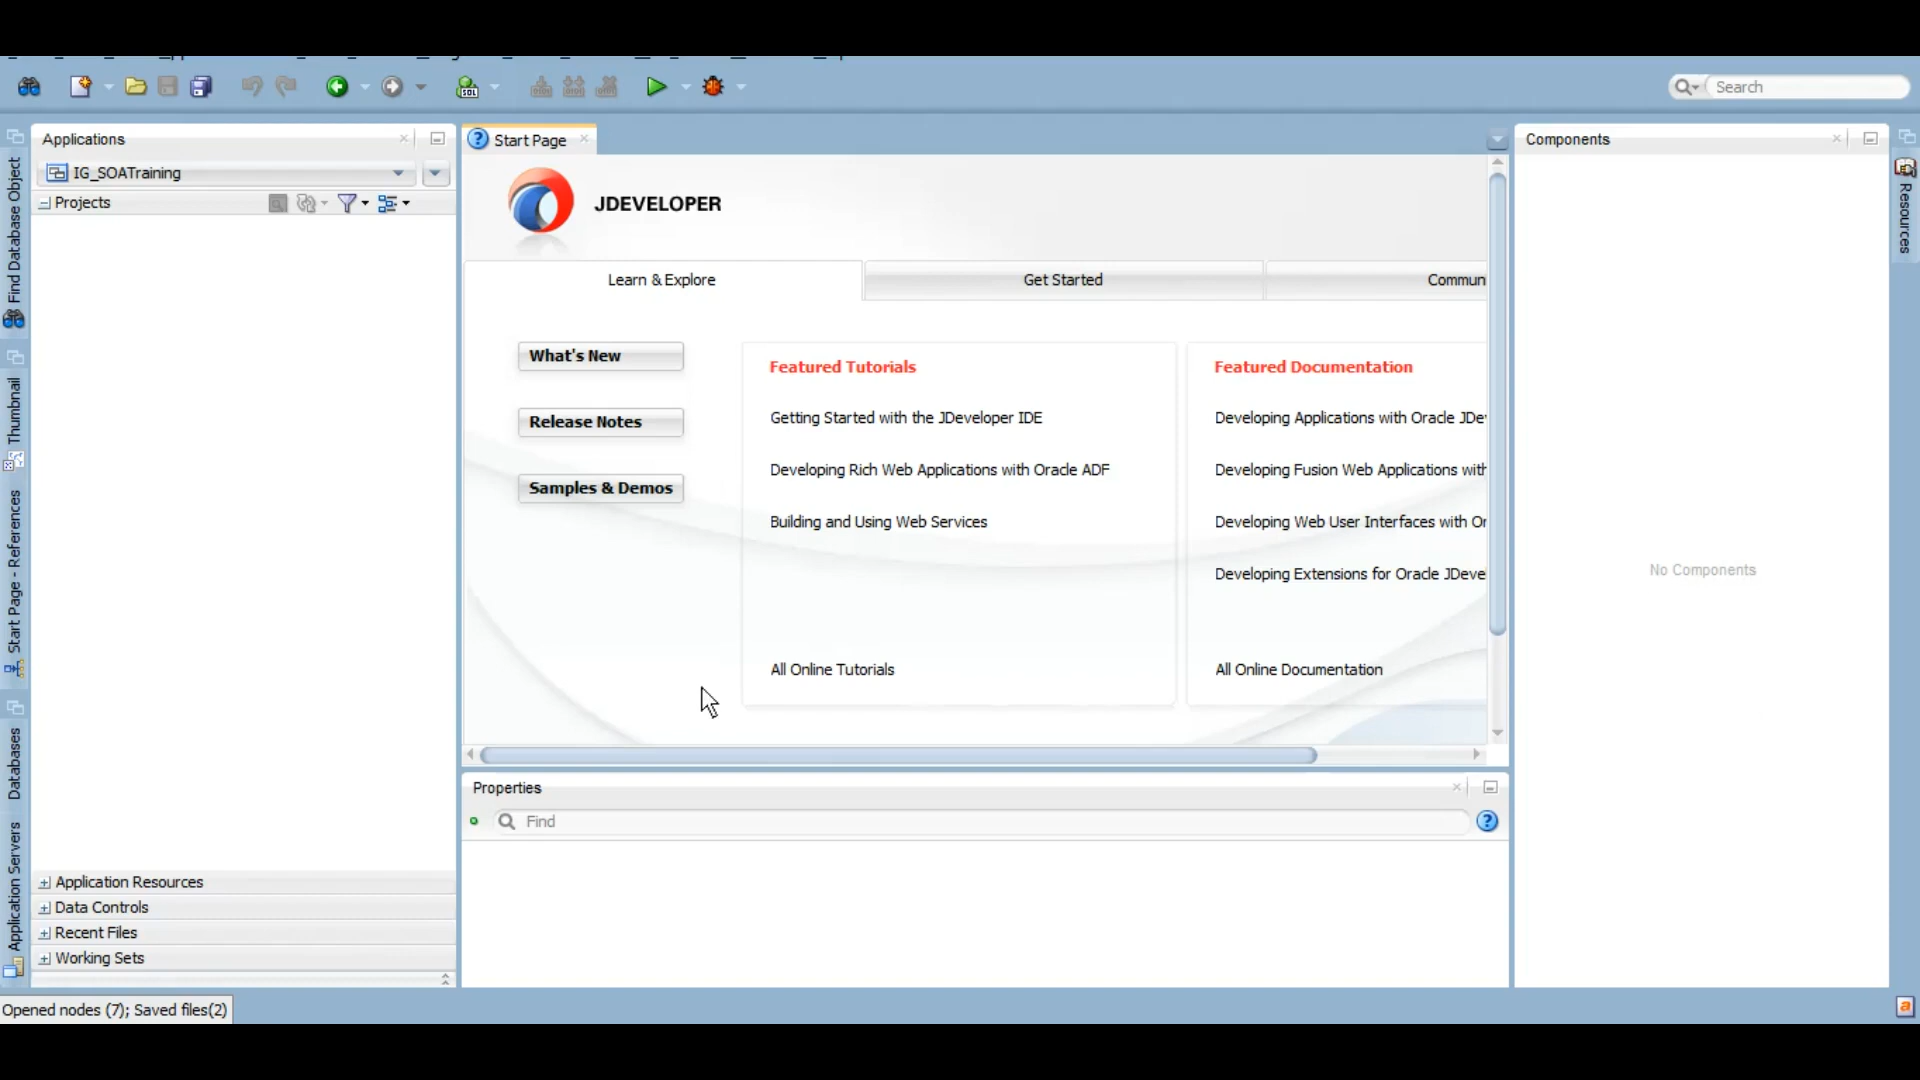 Search
Applications
Start Page
Components
IG_SOATraining
Projects
JDEVELOPER
Learn & Explore
Get Started
Commun
What's New
Release Notes
Samples & Demos
Featured Tutorials
Getting Started with the JDeveloper IDE
Developing Rich Web Applications with Oracle ADF
Building and Using Web Services
All Online Tutorials
Featured Documentation
Developing Applications with Oracle JDe
Developing Fusion Web Applications with
Developing Web User Interfaces with Or
Developing Extensions for Oracle JDeve
All Online Documentation
No Components
Properties
Find
Application Resources
Data Controls
Recent Files
Working Sets
Find Database Object
Thumbnail
Start Page - References
Databases
Application Servers
Resources
Opened nodes (7); Saved files(2)